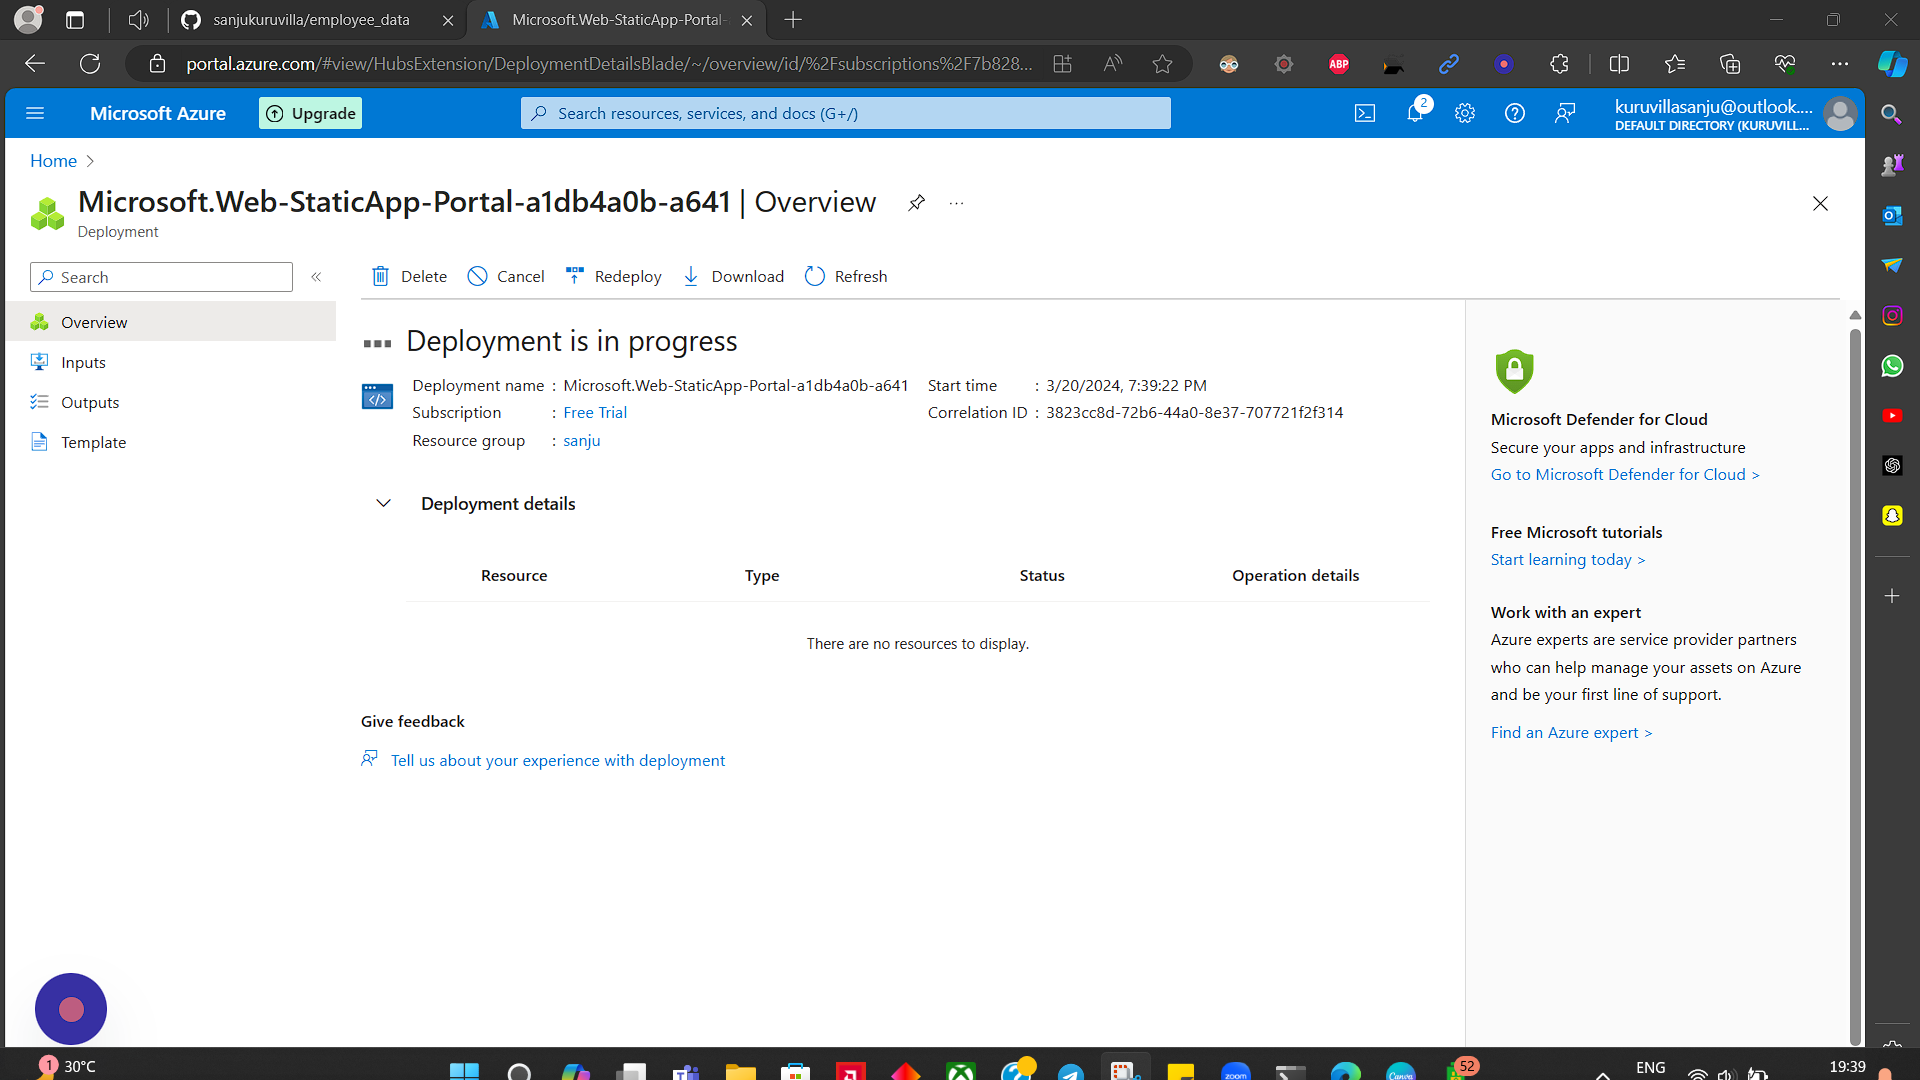 sanjukuruvilla/employee_data
Microsoft.Web-StaticApp-Portal-
portal.azure.com/#view/HubsExtension/DeploymentDetailsBlade/~/overview/id/%2Fsubscriptions%2F7b828...
ABP
Microsoft Azure
Upgrade
Search resources, services, and docs (G+/)
2
kuruvillasanju@outlook....
DEFAULT DIRECTORY (KURUVILL...
Home
Microsoft.Web-StaticApp-Portal-a1db4a0b-a641 | Overview
Deployment
Search
Delete
Cancel
Redeploy
Download
Refresh
Overview
Inputs
Outputs
Template
Deployment is in progress
Deployment name : Microsoft.Web-StaticApp-Portal-a1db4a0b-a641
Subscription : Free Trial
Resource group : sanju
Start time : 3/20/2024, 7:39:22 PM
Correlation ID : 3823cc8d-72b6-44a0-8e37-707721f2f314
Deployment details
Resource Type Status Operation details
There are no resources to display.
Give feedback
Tell us about your experience with deployment
Microsoft Defender for Cloud
Secure your apps and infrastructure
Go to Microsoft Defender for Cloud >
Free Microsoft tutorials
Start learning today >
Work with an expert
Azure experts are service provider partners
who can help manage your assets on Azure
and be your first line of support.
Find an Azure expert >
1
30°C
zoom
Canva
52
ENG
19:39